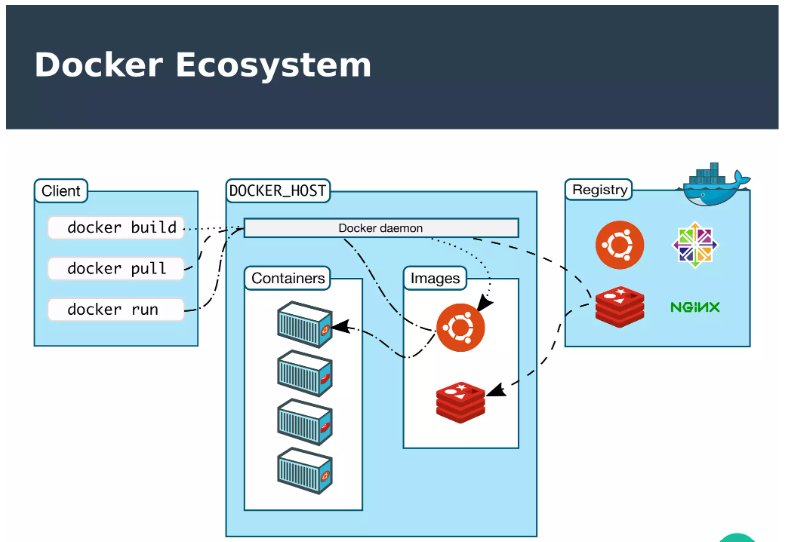 Docker Ecosystem
Client
docker build
docker pull
docker run
DOCKER_HOST
Docker daemon
Containers
Images
Registry
NGINX